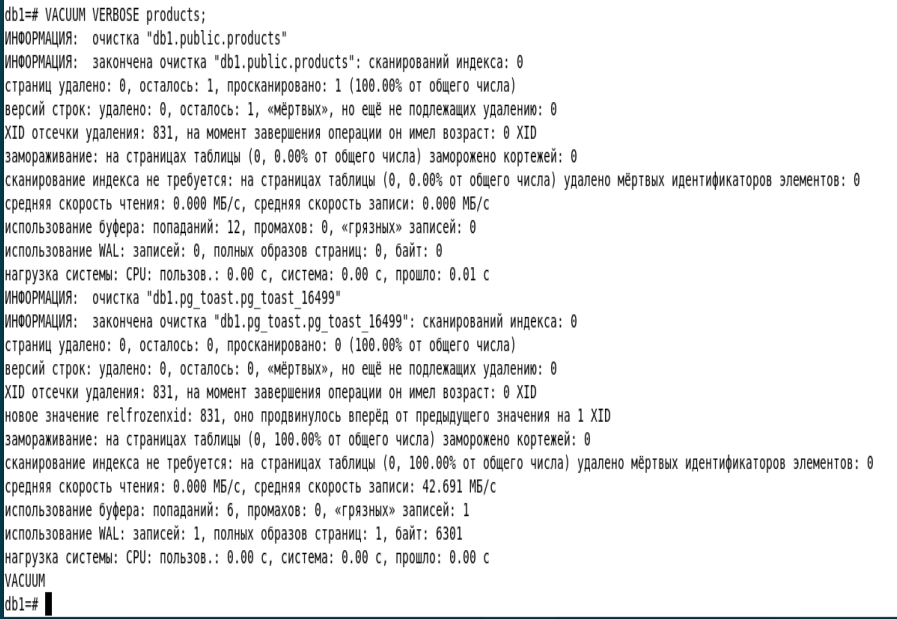 db1=# VACUUM VERBOSE products;
ИНФОРМАЦИЯ:  очистка "db1.public.products"
ИНФОРМАЦИЯ:  закончена очистка "db1.public.products": сканирований индекса: 0
страниц удалено: 0, осталось: 1, просканировано: 1 (100.00% от общего числа)
версий строк: удалено: 0, осталось: 1, «мёртвых», но ещё не подлежащих удалению: 0
XID отсечки удаления: 831, на момент завершения операции он имел возраст: 0 XID
замораживание: на страницах таблицы (0, 0.00% от общего числа) заморожено кортежей: 0
сканирование индекса не требуется: на страницах таблицы (0, 0.00% от общего числа) удалено мёртвых идентификаторов элементов: 0
средняя скорость чтения: 0.000 МБ/с, средняя скорость записи: 0.000 МБ/с
использование буфера: попаданий: 12, промахов: 0, «грязных» записей: 0
использование WAL: записей: 0, полных образов страниц: 0, байт: 0
нагрузка системы: CPU: пользов.: 0.00 с, система: 0.00 с, прошло: 0.01 с
ИНФОРМАЦИЯ:  очистка "db1.pg_toast.pg_toast_16499"
ИНФОРМАЦИЯ:  закончена очистка "db1.pg_toast.pg_toast_16499": сканирований индекса: 0
страниц удалено: 0, осталось: 0, просканировано: 0 (100.00% от общего числа)
версий строк: удалено: 0, осталось: 0, «мёртвых», но ещё не подлежащих удалению: 0
XID отсечки удаления: 831, на момент завершения операции он имел возраст: 0 XID
новое значение relfrozenxid: 831, оно продвинулось вперёд от предыдущего значения на 1 XID
замораживание: на страницах таблицы (0, 100.00% от общего числа) заморожено кортежей: 0
сканирование индекса не требуется: на страницах таблицы (0, 100.00% от общего числа) удалено мёртвых идентификаторов элементов: 0
средняя скорость чтения: 0.000 МБ/с, средняя скорость записи: 42.691 МБ/с
использование буфера: попаданий: 6, промахов: 0, «грязных» записей: 1
использование WAL: записей: 1, полных образов страниц: 1, байт: 6301
нагрузка системы: CPU: пользов.: 0.00 с, система: 0.00 с, прошло: 0.00 с
VACUUM
db1=#